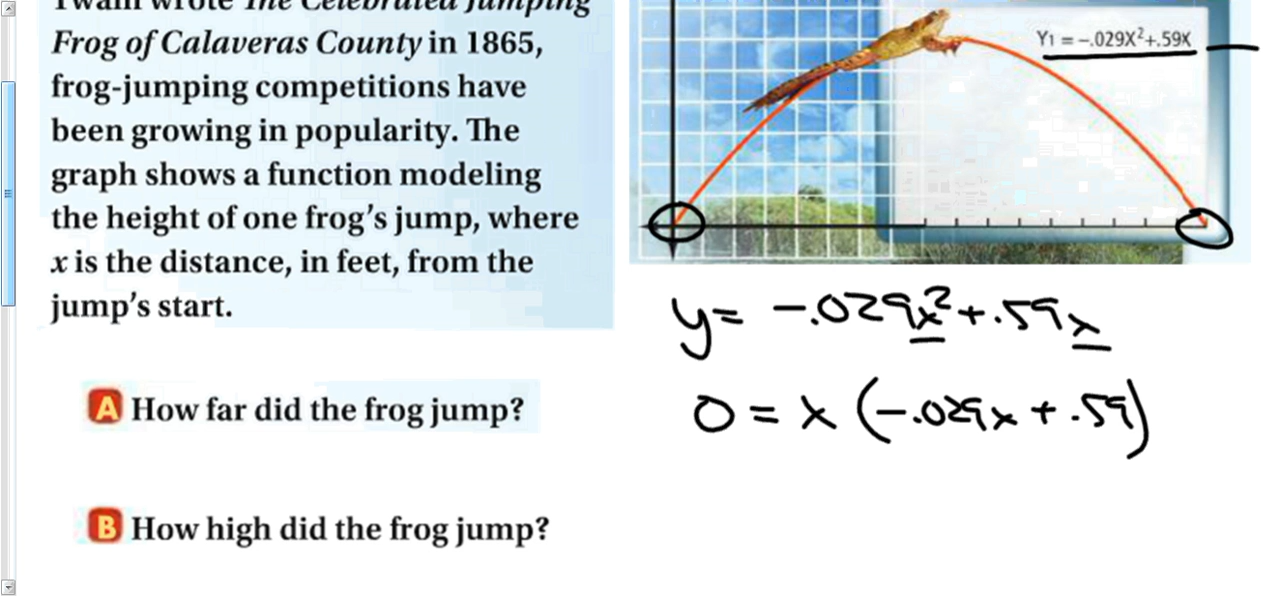 Twain wrote The Celebrated Jumping
Frog of Calaveras County in 1865,
frog-jumping competitions have
been growing in popularity. The
graph shows a function modeling
the height of one frog's jump, where
x is the distance, in feet, from the
jump's start.
Y1 = -.029X²+.59X
y = -.029x² + .59x
0 = x (-.029x + .59)
A How far did the frog jump?
B How high did the frog jump?